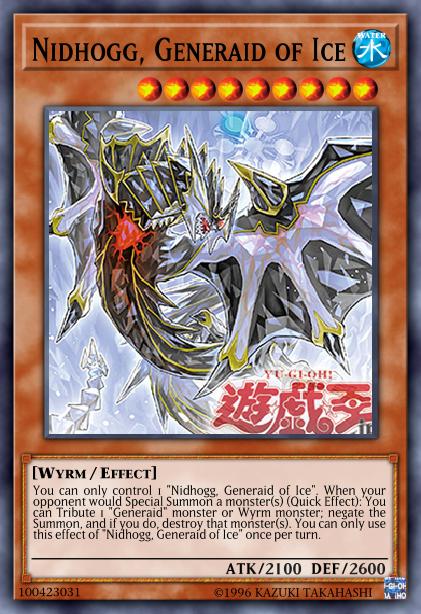 NIDHOGG, GENERAID OF ICE
WATER
水
YU-GI-OH!
遊戯王
[WYRM / EFFECT]
You can only control 1 "Nidhogg, Generaid of Ice". When your
opponent would Special Summon a monster(s) (Quick Effect): You
can Tribute 1 "Generaid" monster or Wyrm monster; negate the
Summon, and if you do, destroy that monster(s). You can only use
this effect of "Nidhogg, Generaid of Ice" once per turn.
ATK/2100 DEF/2600
100423031
©1996 KAZUKI TAKAHASHI